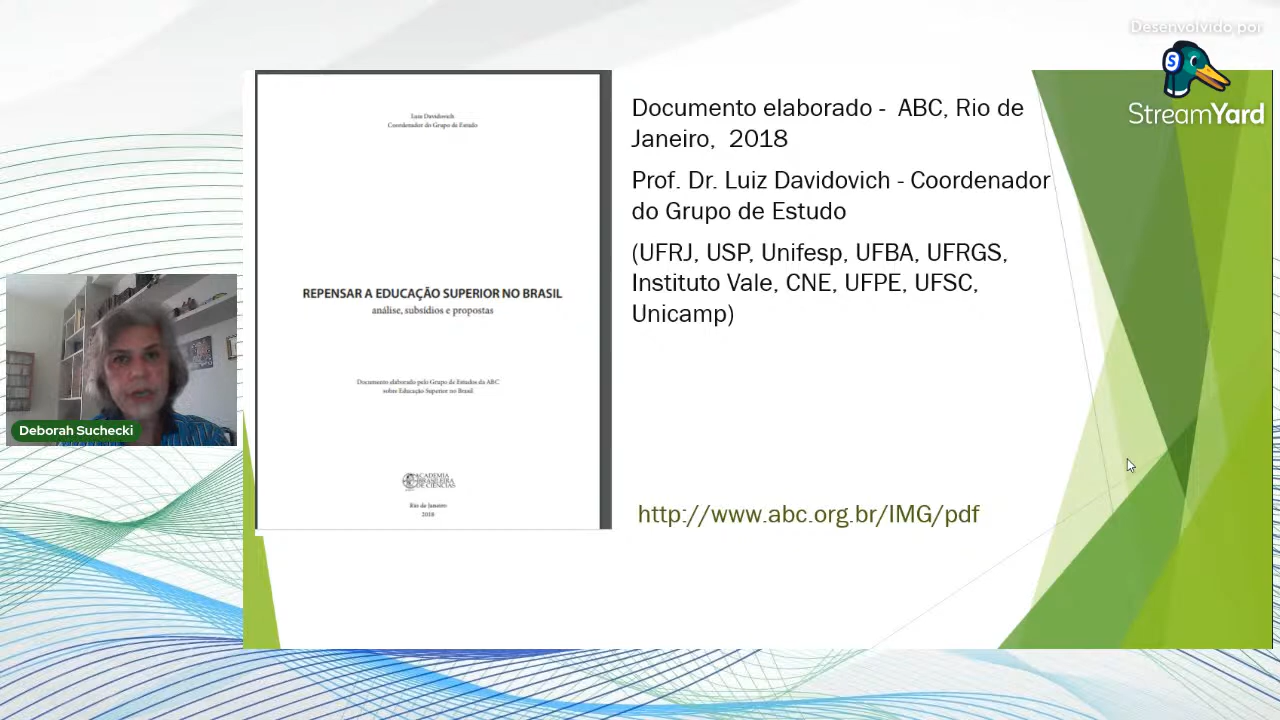 Desenvolvido por
StreamYard
Luiz Davidovich
Coordenador do Grupo de Estudo
REPENSAR A EDUCAÇÃO SUPERIOR NO BRASIL
análise, subsídios e propostas
Documento elaborado pelo Grupo de Estudos da ABC
sobre Educação Superior no Brasil
ACADEMIA
BRASILEIRA
DE CIÊNCIAS
Rio de Janeiro
2018
Documento elaborado - ABC, Rio de
Janeiro, 2018
Prof. Dr. Luiz Davidovich - Coordenador
do Grupo de Estudo
(UFRJ, USP, Unifesp, UFBA, UFRGS,
Instituto Vale, CNE, UFPE, UFSC,
Unicamp)
http://www.abc.org.br/IMG/pdf
Deborah Suchecki